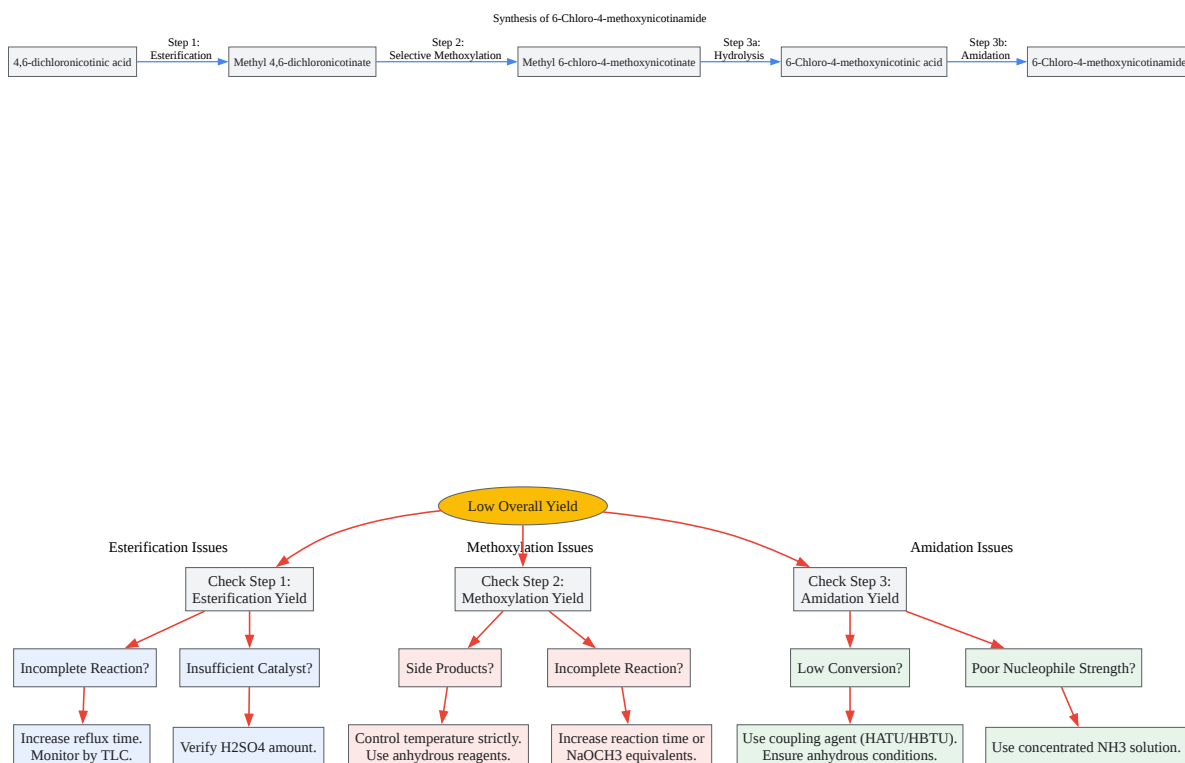 Synthesis of 6-Chloro-4-methoxynicotinamide
4,6-dichloronicotinic acid
Step 1:
Esterification
Methyl 4,6-dichloronicotinate
Step 2:
Selective Methoxylation
Methyl 6-chloro-4-methoxynicotinate
Step 3a:
Hydrolysis
6-Chloro-4-methoxynicotinic acid
Step 3b:
Amidation
6-Chloro-4-methoxynicotinamide
Low Overall Yield
Esterification Issues
Methoxylation Issues
Amidation Issues
Check Step 1:
Esterification Yield
Check Step 2:
Methoxylation Yield
Check Step 3:
Amidation Yield
Incomplete Reaction?
Insufficient Catalyst?
Side Products?
Incomplete Reaction?
Low Conversion?
Poor Nucleophile Strength?
Increase reflux time.
Monitor by TLC.
Verify H2SO4 amount.
Control temperature strictly.
Use anhydrous reagents.
Increase reaction time or
NaOCH3 equivalents.
Use coupling agent (HATU/HBTU).
Ensure anhydrous conditions.
Use concentrated NH3 solution.